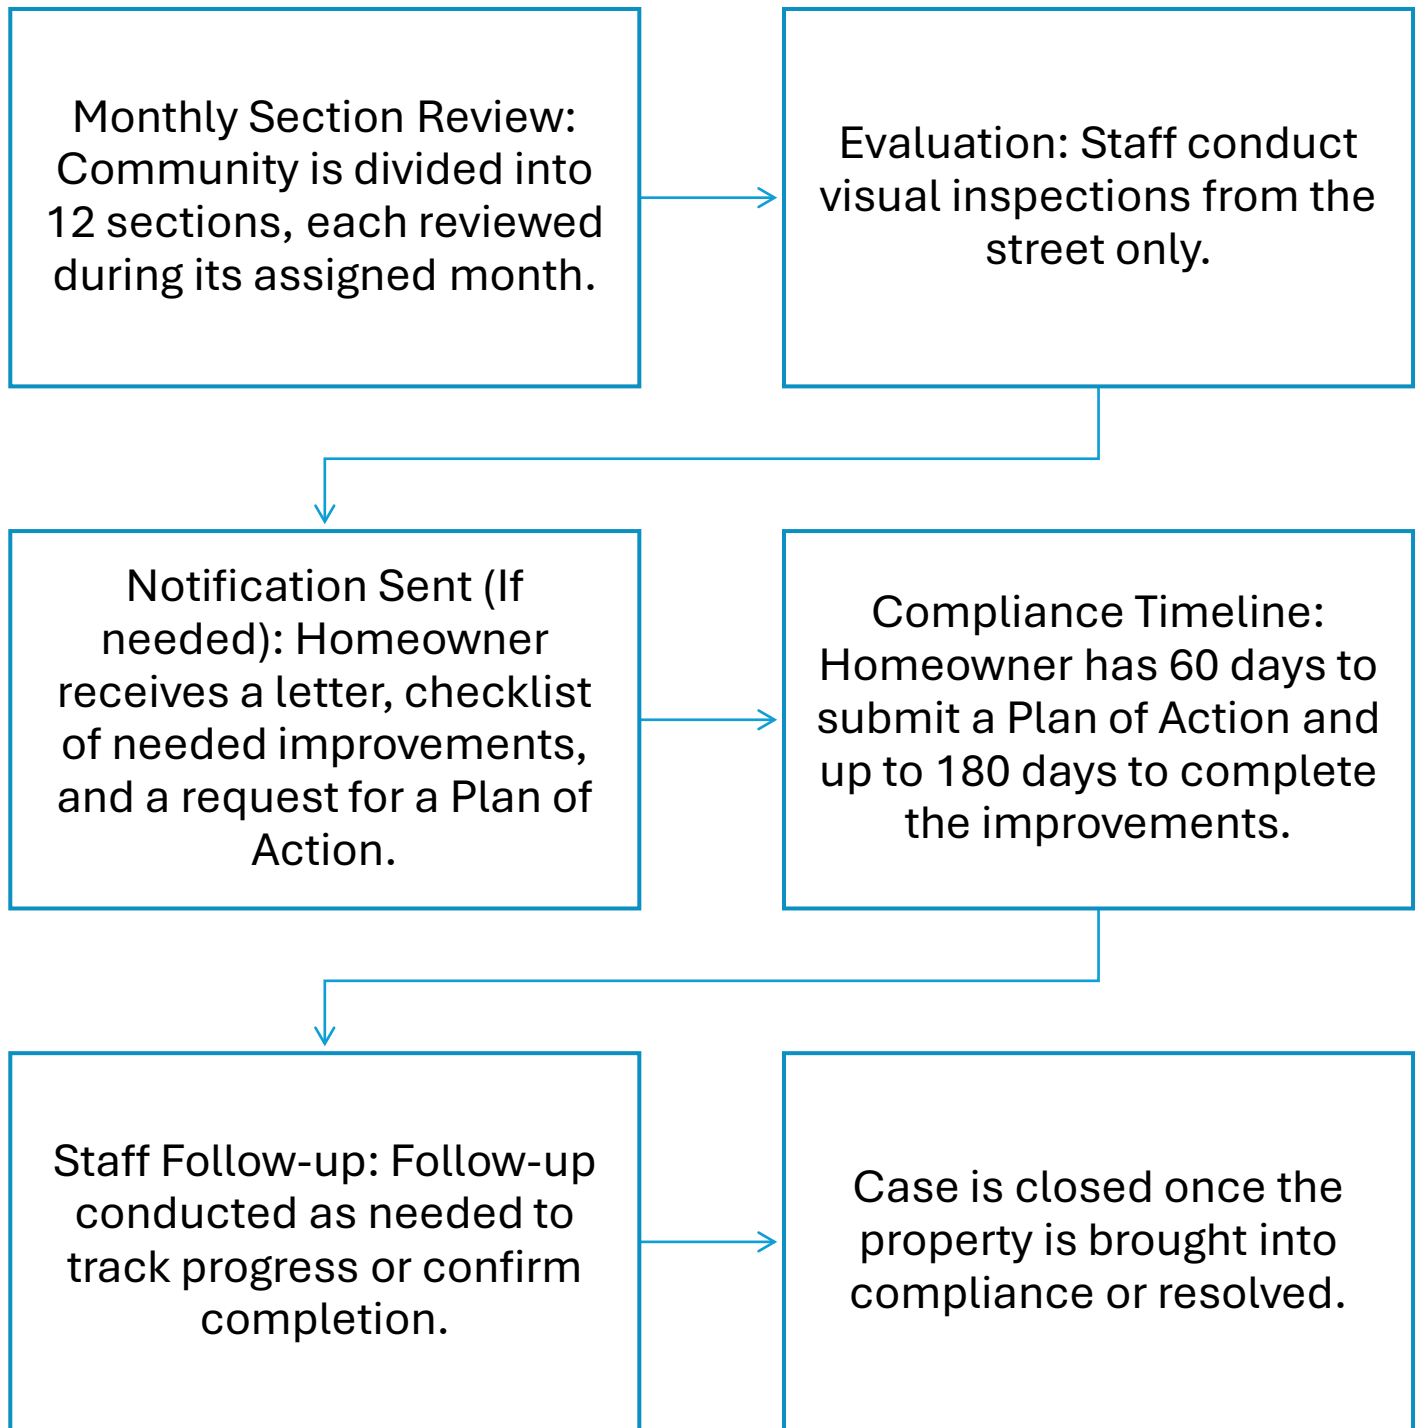 Monthly Section Review:
Community is divided into
12 sections, each reviewed
during its assigned month.
Evaluation: Staff conduct
visual inspections from the
street only.
Notification Sent (If
needed): Homeowner
receives a letter, checklist
of needed improvements,
and a request for a Plan of
Action.
Compliance Timeline:
Homeowner has 60 days to
submit a Plan of Action and
up to 180 days to complete
the improvements.
Staff Follow-up: Follow-up
conducted as needed to
track progress or confirm
completion.
Case is closed once the
property is brought into
compliance or resolved.